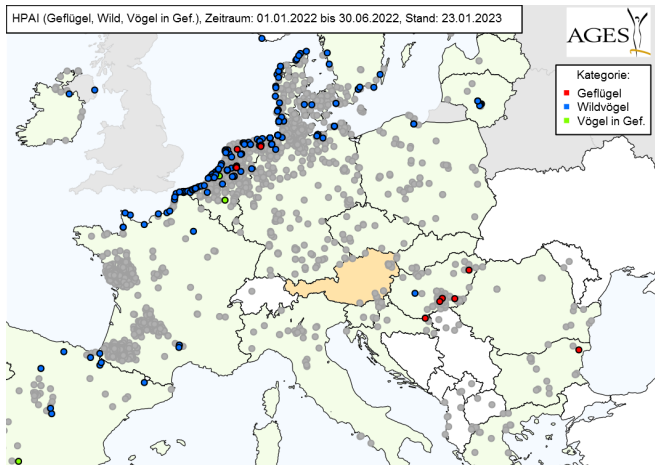 HPAI (Geflügel, Wild, Vögel in Gef.), Zeitraum: 01.01.2022 bis 30.06.2022, Stand: 23.01.2023
AGES
Kategorie:
Geflügel
Wildvögel
Vögel in Gef.